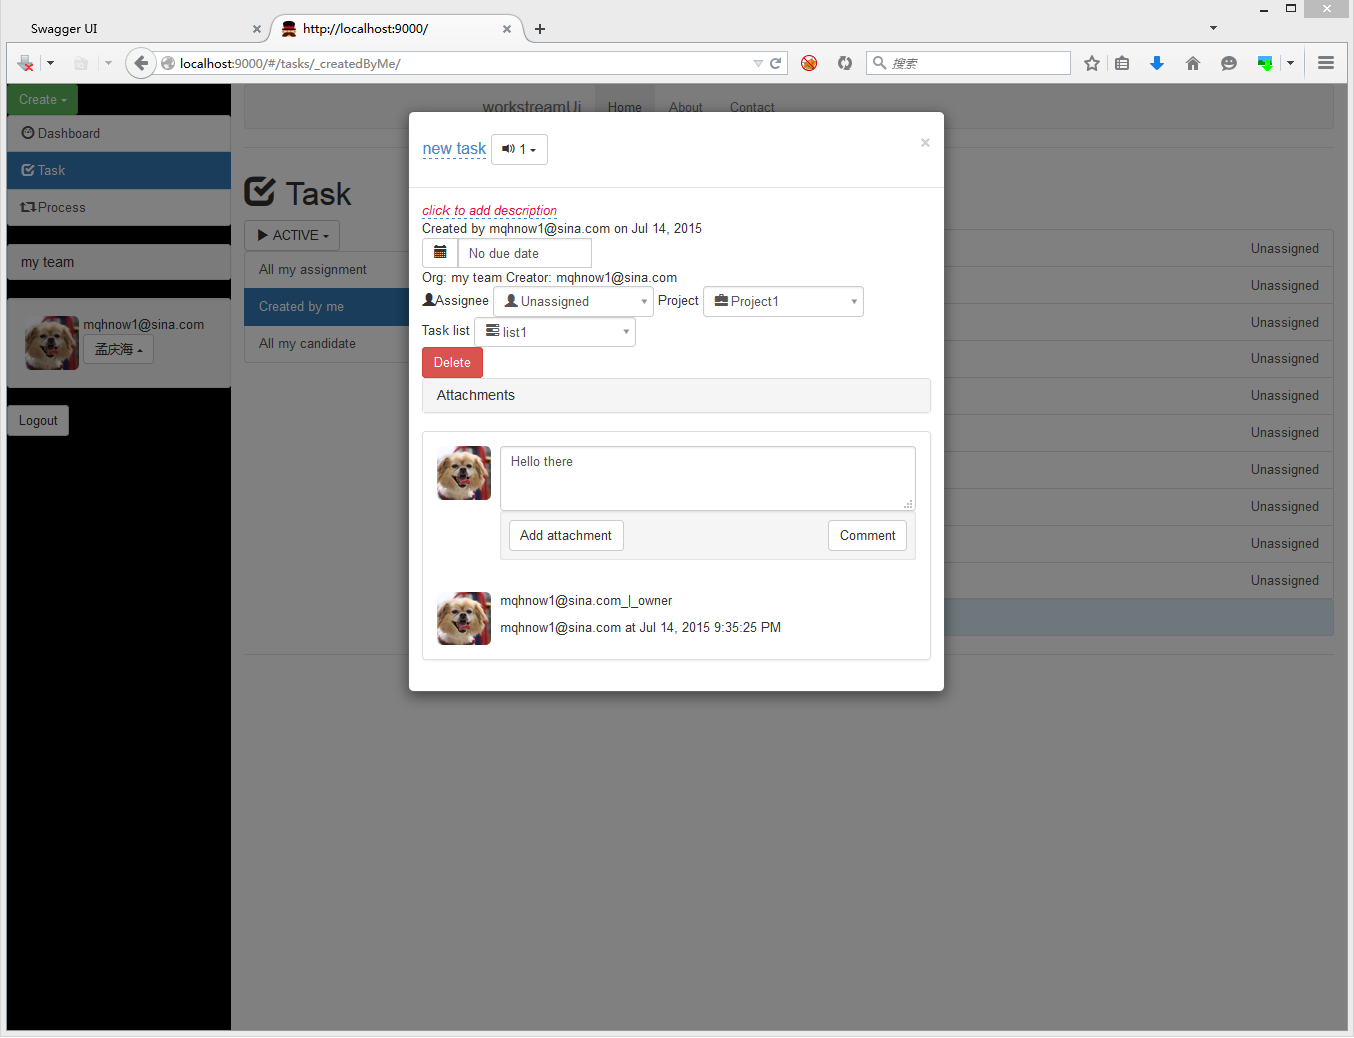 Swagger UI
http://localhost:9000/
localhost:9000/#/tasks/_createdByMe/
搜索
Create
workstreamUi
Home
About
Contact
Dashboard
Task
Process
my team
mqhnow1@sina.com
孟庆海
Logout
Task
ACTIVE
All my assignment
Created by me
All my candidate
Unassigned
Unassigned
Unassigned
Unassigned
Unassigned
Unassigned
Unassigned
Unassigned
Unassigned
Unassigned
new task
1
×
click to add description
Created by mqhnow1@sina.com on Jul 14, 2015
No due date
Org: my team Creator: mqhnow1@sina.com
Assignee Unassigned Project Project1
Task list list1
Delete
Attachments
Hello there
Add attachment
Comment
mqhnow1@sina.com_|_owner
mqhnow1@sina.com at Jul 14, 2015 9:35:25 PM